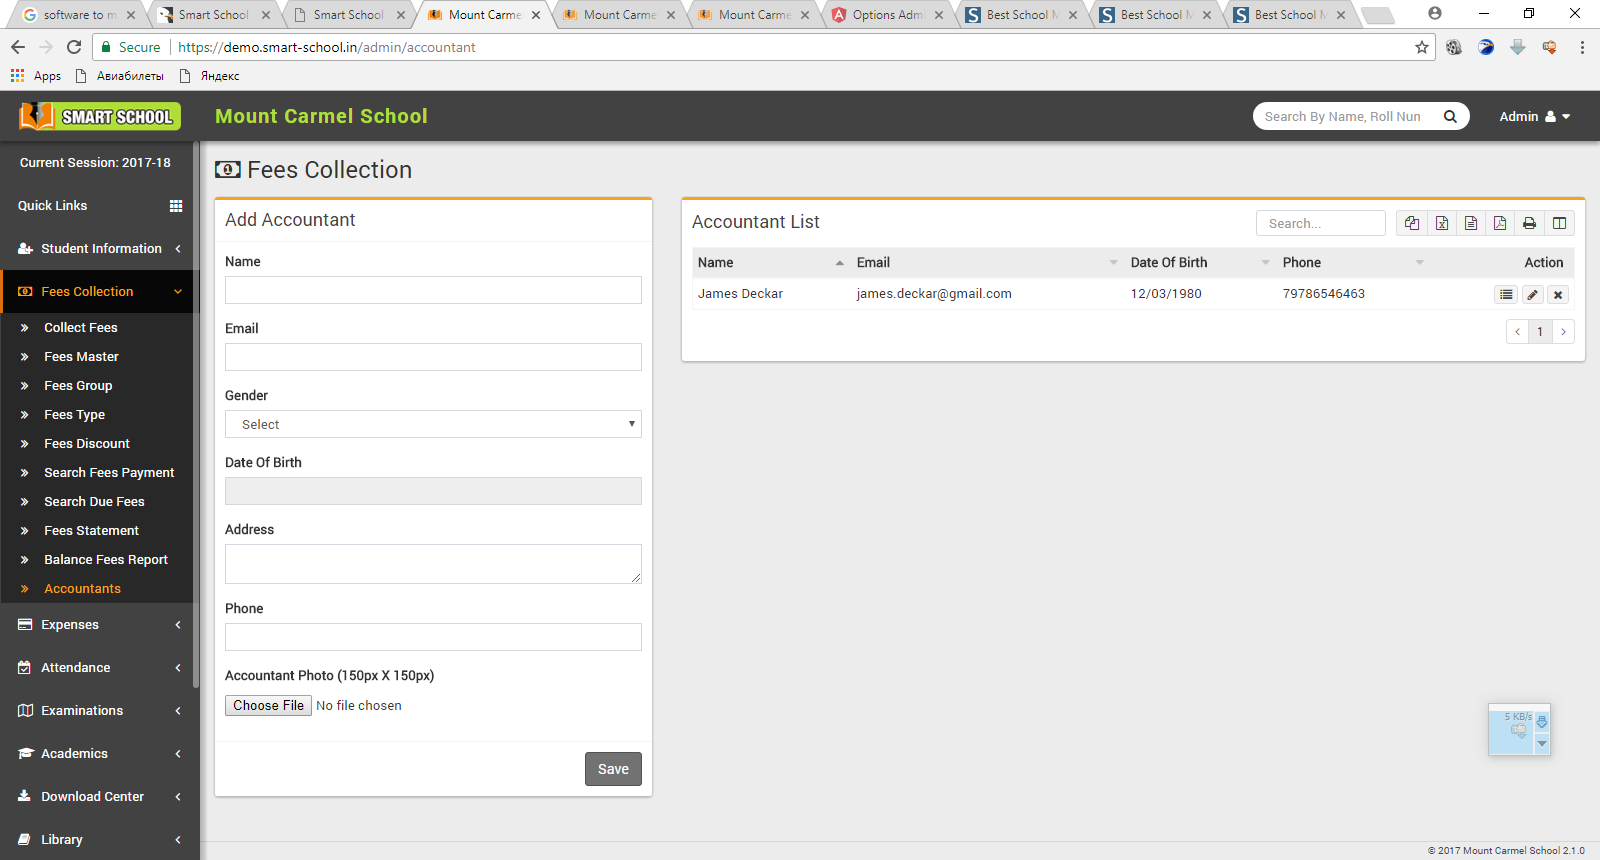 software to m
Smart School
Smart School
Mount Carme
Mount Carme
Mount Carme
Options Adm
Best School M
Best School M
Best School M
Secure
https://demo.smart-school.in/admin/accountant
Apps
Авиабилеты
Яндекс
SMART SCHOOL
Mount Carmel School
Search By Name, Roll Num
Admin
Current Session: 2017-18
Quick Links
Student Information
Fees Collection
Collect Fees
Fees Master
Fees Group
Fees Type
Fees Discount
Search Fees Payment
Search Due Fees
Fees Statement
Balance Fees Report
Accountants
Expenses
Attendance
Examinations
Academics
Download Center
Library
Fees Collection
Add Accountant
Name
Email
Gender
Select
Date Of Birth
Address
Phone
Accountant Photo (150px X 150px)
Choose File No file chosen
Save
Accountant List
Search...
Name Email Date Of Birth Phone Action
James Deckar james.deckar@gmail.com 12/03/1980 79786546463
1
5 KB/s
© 2017 Mount Carmel School 2.1.0